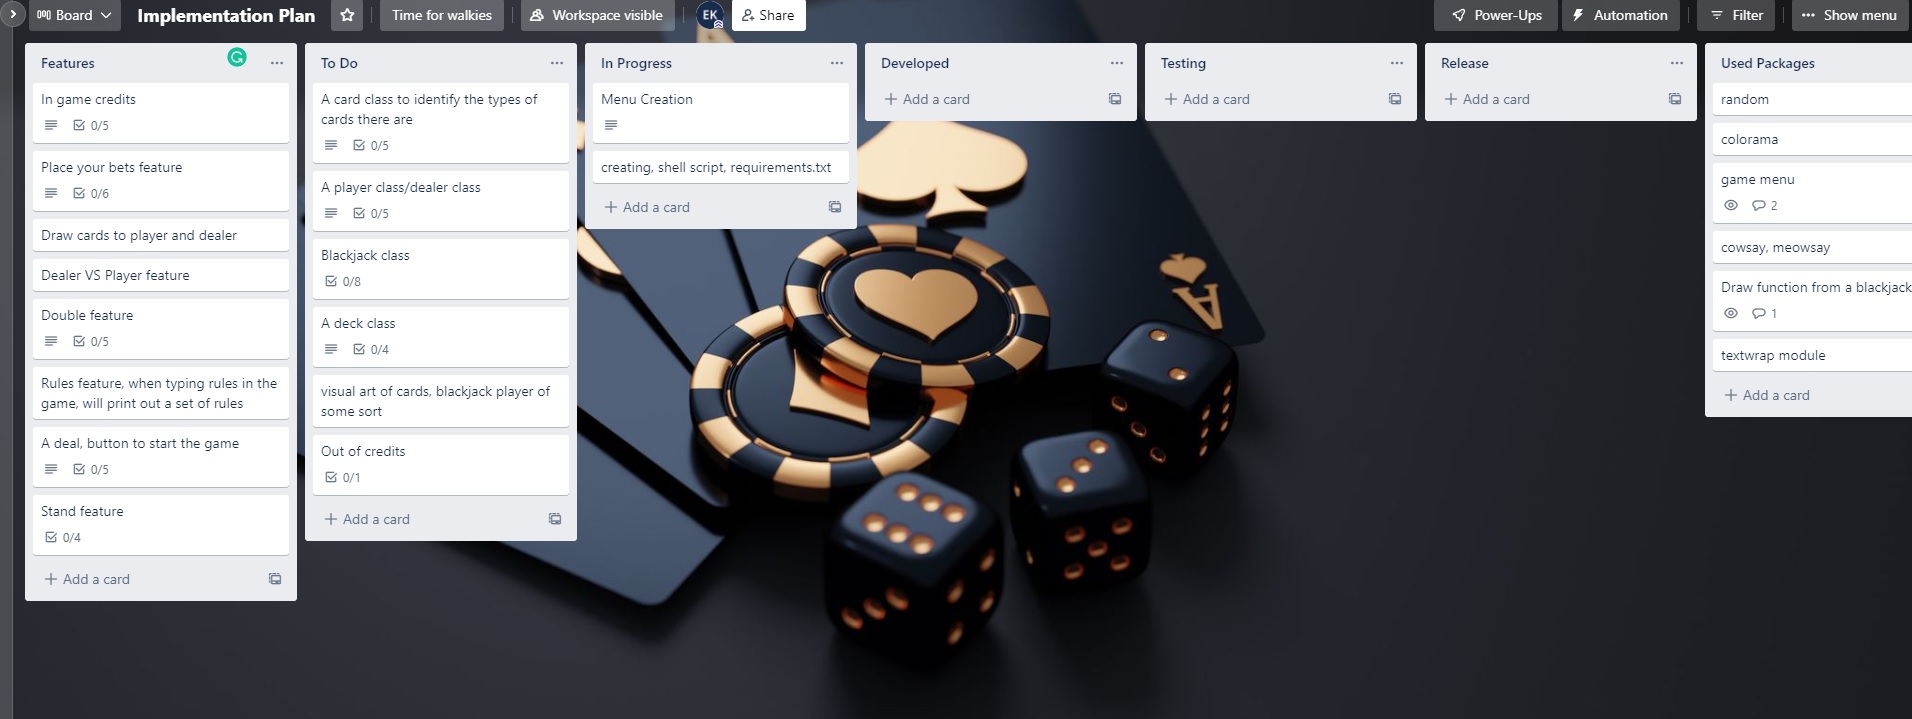 Board
Implementation Plan
Time for walkies
Workspace visible
EK
Share
Power-Ups
Automation
Filter
Show menu
Features
In game credits
0/5
Place your bets feature
0/6
Draw cards to player and dealer
Dealer VS Player feature
Double feature
0/5
Rules feature, when typing rules in the
game, will print out a set of rules
A deal, button to start the game
0/5
Stand feature
0/4
Add a card
To Do
A card class to identify the types of
cards there are
0/5
A player class/dealer class
0/5
Blackjack class
0/8
A deck class
0/4
visual art of cards, blackjack player of
some sort
Out of credits
0/1
Add a card
In Progress
Menu Creation
creating, shell script, requirements.txt
Add a card
Developed
Add a card
Testing
Add a card
Release
Add a card
Used Packages
random
colorama
game menu
2
cowsay, meowsay
Draw function from a blackjack
1
textwrap module
Add a card
A